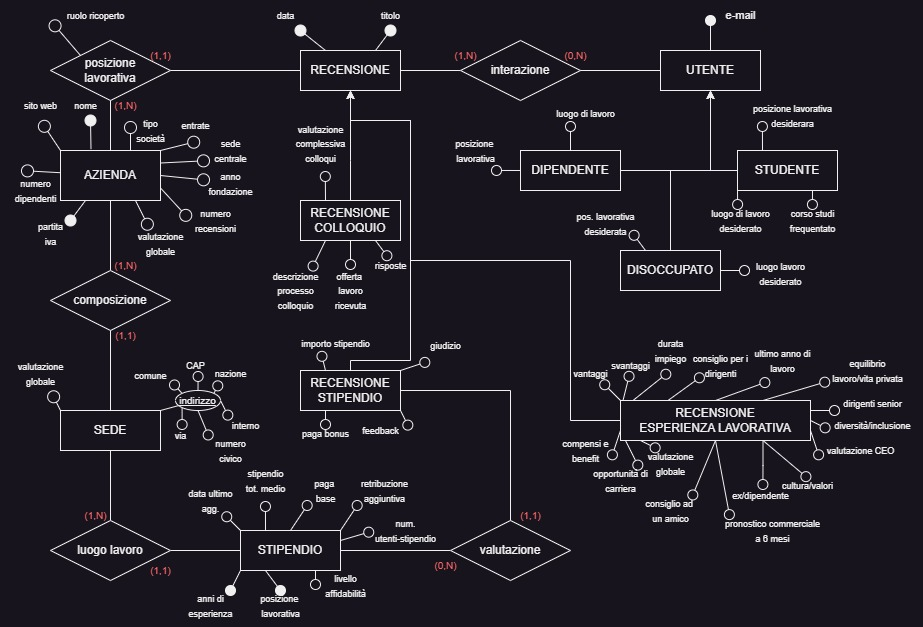 ruolo ricoperto
posizione
lavorativa
(1,1)
(1,N)
data
titolo
RECENSIONE
(1,N)
interazione
(0,N)
e-mail
UTENTE
sito web
nome
tipo
società
entrate
sede
centrale
anno
fondazione
numero
recensioni
valutazione
globale
partita
iva
numero
dipendenti
AZIENDA
valutazione
complessiva
colloqui
RECENSIONE
COLLOQUIO
descrizione
processo
colloquio
offerta
lavoro
ricevuta
risposte
luogo di lavoro
posizione
lavorativa
DIPENDENTE
posizione lavorativa
desiderara
STUDENTE
luogo di lavoro
desiderato
corso studi
frequentato
pos. lavorativa
desiderata
DISOCCUPATO
luogo lavoro
desiderato
(1,N)
composizione
(1,1)
valutazione
globale
SEDE
comune
CAP
nazione
indirizzo
via
numero
civico
interno
importo stipendio
giudizio
RECENSIONE
STIPENDIO
paga bonus
feedback
vantaggi
svantaggi
durata
impiego
consiglio per i
dirigenti
ultimo anno di
lavoro
equilibrio
lavoro/vita privata
dirigenti senior
diversità/inclusione
valutazione CEO
RECENSIONE
ESPERIENZA LAVORATIVA
compensi e
benefit
opportunità di
carriera
valutazione
globale
consiglio ad
un amico
pronostico commerciale
a 6 mesi
ex/dipendente
cultura/valori
(1,N)
luogo lavoro
(1,1)
data ultimo
agg.
stipendio
tot. medio
paga
base
retribuzione
aggiuntiva
num.
utenti-stipendio
STIPENDIO
anni di
esperienza
posizione
lavorativa
livello
affidabilità
(0,N)
valutazione
(1,1)